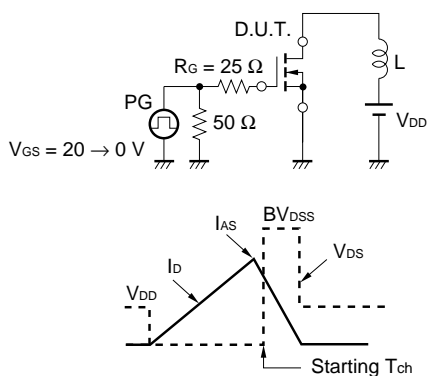 D.U.T.
RG = 25 Ω
PG
50 Ω
L
VDD
VGS = 20 → 0 V
BVDSS
IAS
VDS
ID
VDD
Starting Tch